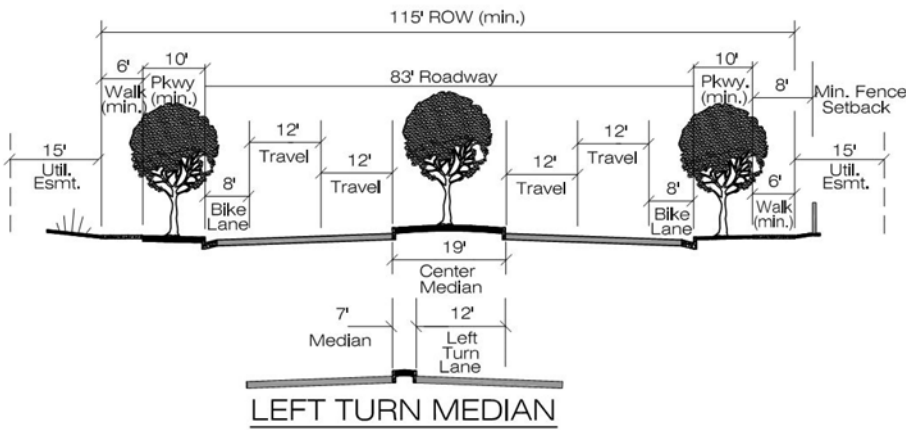 115' ROW (min.)
6'
Walk
(min.)
10'
Pkwy
(min.)
83' Roadway
10'
Pkwy.
(min.)
8'
Min. Fence
Setback
15'
Util.
Esmt.
8'
Bike
Lane
12'
Travel
12'
Travel
12'
Travel
12'
Travel
8'
Bike
Lane
6'
Walk
(min.)
15'
Util.
Esmt.
19'
Center
Median
7'
Median
12'
Left
Turn
Lane
LEFT TURN MEDIAN